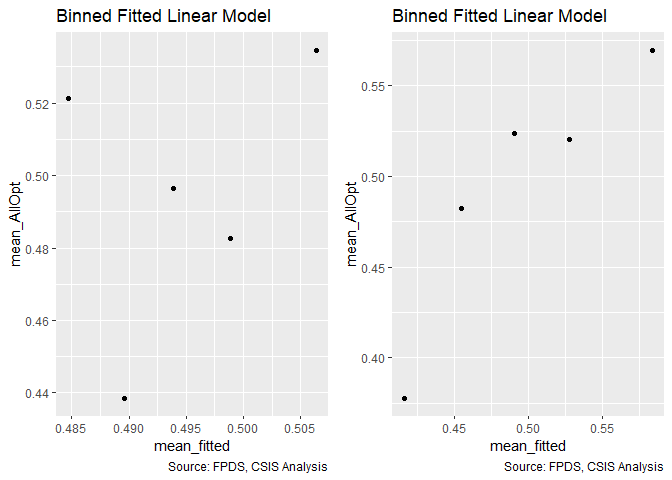 Binned Fitted Linear Model
mean_AllOpt
0.52
0.50
0.48
0.46
0.44
0.485
0.490
0.495
0.500
0.505
mean_fitted
Source: FPDS, CSIS Analysis
Binned Fitted Linear Model
mean_AllOpt
0.55
0.50
0.45
0.40
0.45
0.50
0.55
mean_fitted
Source: FPDS, CSIS Analysis